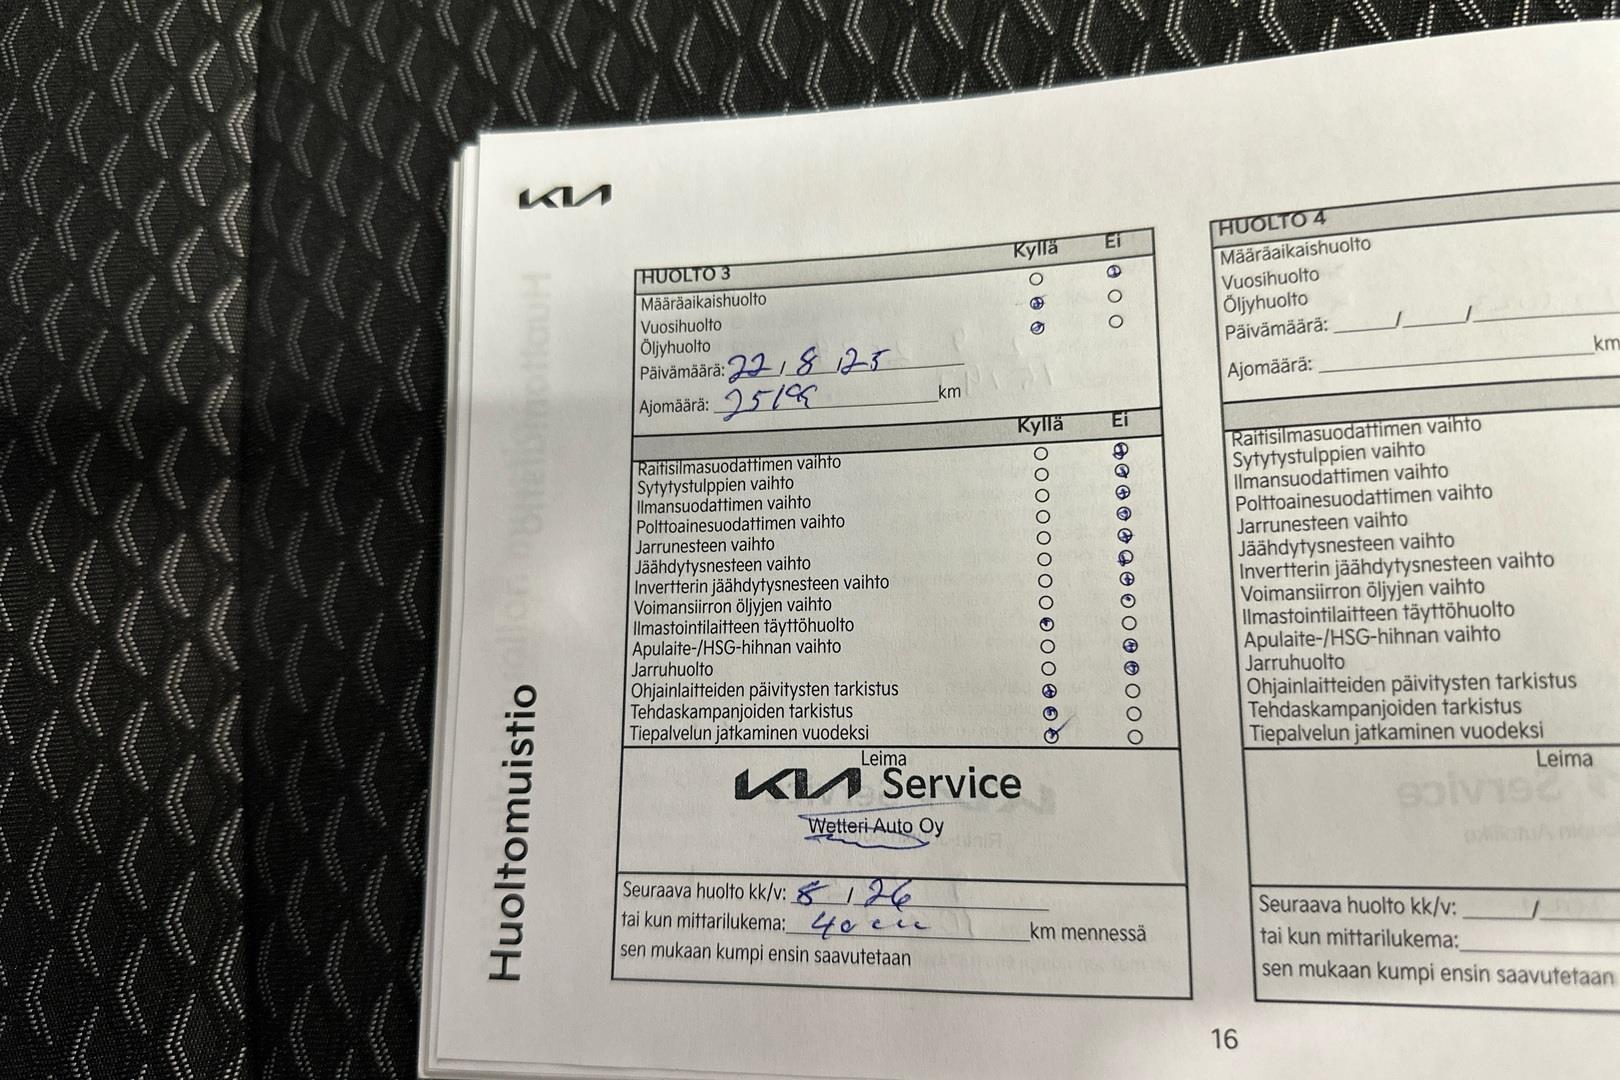 KIA
HUOLTO 3 Kyllä Ei
Määräaikaishuolto
Vuosihuolto
Öljyhuolto
Päivämäärä: 22 / 8 / 25
Ajomäärä: km
Kyllä Ei
Raitisilmasuodattimen vaihto
Sytytystulppien vaihto
Ilmansuodattimen vaihto
Polttoainesuodattimen vaihto
Jarrunesteen vaihto
Jäähdytysnesteen vaihto
Invertterin jäähdytysnesteen vaihto
Voimansiirron öljyjen vaihto
Ilmastointilaitteen täyttöhuolto
Apulaite-/HSG-hihnan vaihto
Jarruhuolto
Ohjainlaitteiden päivitysten tarkistus
Tehdaskampanjoiden tarkistus
Tiepalvelun jatkaminen vuodeksi
Leima
KIA Service
Wetteri Auto Oy
Seuraava huolto kk/v: 8 / 26
tai kun mittarilukema: km mennessä
sen mukaan kumpi ensin saavutetaan
HUOLTO 4
Määräaikaishuolto
Vuosihuolto
Öljyhuolto
Päivämäärä: / /
Ajomäärä: km
Raitisilmasuodattimen vaihto
Sytytystulppien vaihto
Ilmansuodattimen vaihto
Polttoainesuodattimen vaihto
Jarrunesteen vaihto
Jäähdytysnesteen vaihto
Invertterin jäähdytysnesteen vaihto
Voimansiirron öljyjen vaihto
Ilmastointilaitteen täyttöhuolto
Apulaite-/HSG-hihnan vaihto
Jarruhuolto
Ohjainlaitteiden päivitysten tarkistus
Tehdaskampanjoiden tarkistus
Tiepalvelun jatkaminen vuodeksi
Leima
Seuraava huolto kk/v: /
tai kun mittarilukema:
sen mukaan kumpi ensin saavutetaan
Huoltomuistio
16